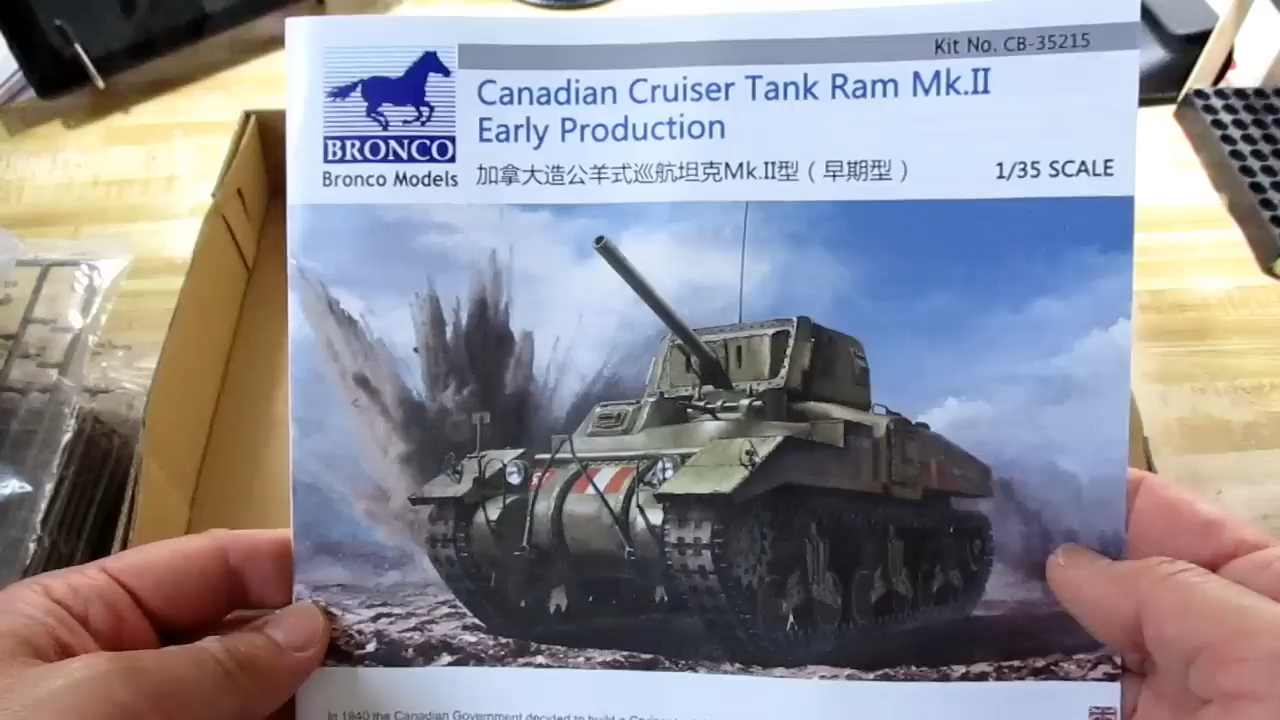 Kit No. CB-35215
Canadian Cruiser Tank Ram Mk.II
Early Production
BRONCO
Bronco Models
加拿大造公羊式巡航坦克Mk.II型(早期型)
1/35 SCALE
In 1940 the Canadian Government decided to build a